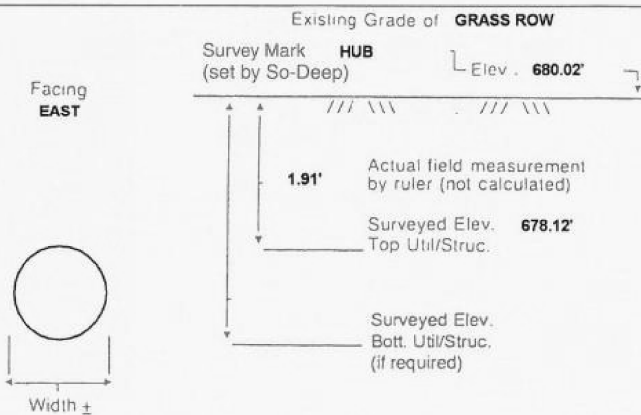 Existing Grade of GRASS ROW
Survey Mark HUB
(set by So-Deep)
Elev. 680.02'
Facing
EAST
1.91'
Actual field measurement
by ruler (not calculated)
Surveyed Elev. 678.12'
Top Util/Struc.
Surveyed Elev.
Bott. Util/Struc.
(if required)
Width ±